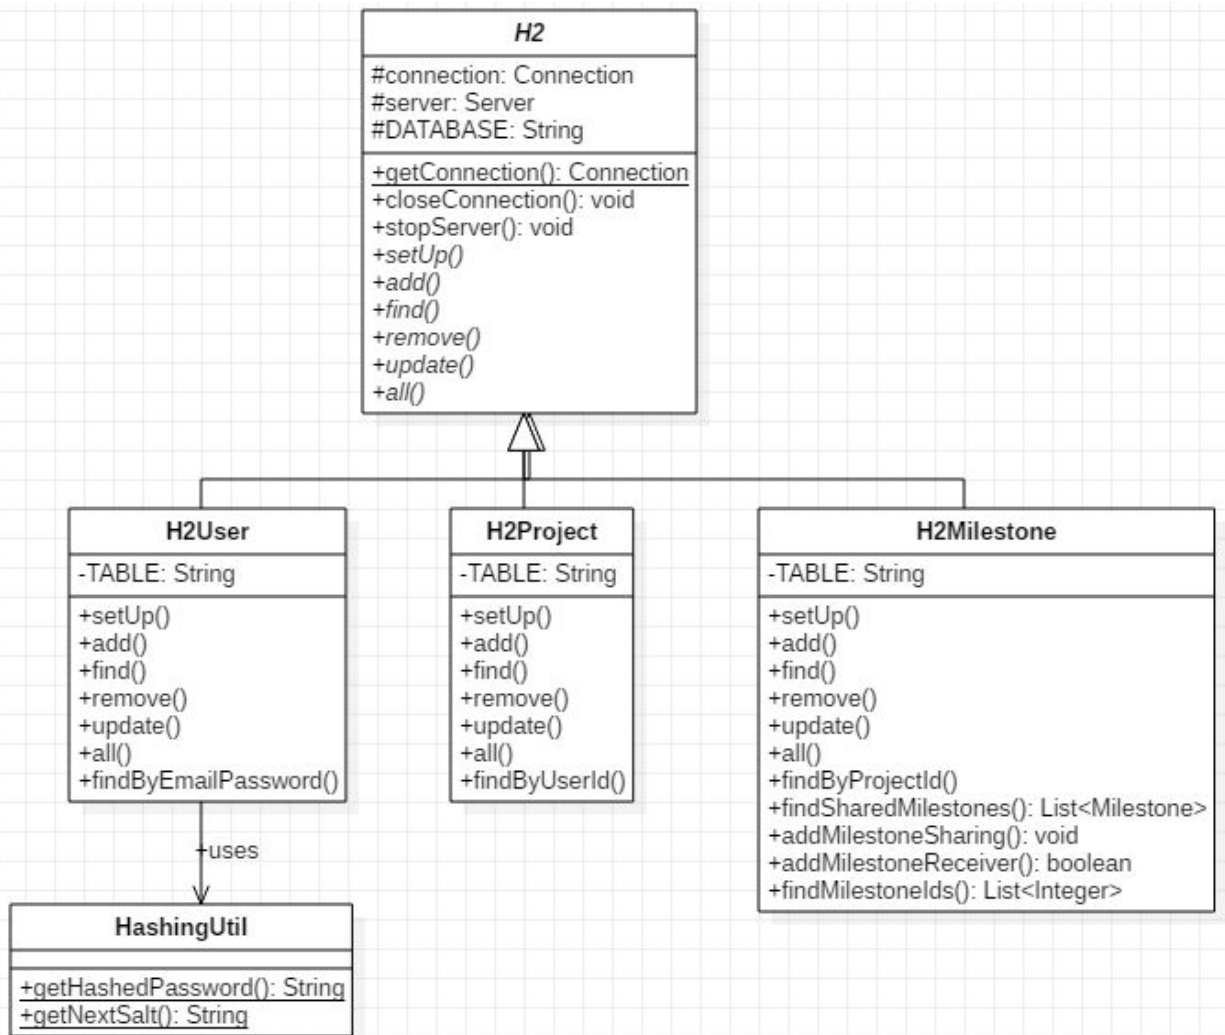 H2
#connection: Connection
#server: Server
#DATABASE: String
+getConnection(): Connection
+closeConnection(): void
+stopServer(): void
+setUp()
+add()
+find()
+remove()
+update()
+all()
H2User
-TABLE: String
+setUp()
+add()
+find()
+remove()
+update()
+all()
+findByEmailPassword()
H2Project
-TABLE: String
+setUp()
+add()
+find()
+remove()
+update()
+all()
+findByUserId()
H2Milestone
-TABLE: String
+setUp()
+add()
+find()
+remove()
+update()
+all()
+findByProjectId()
+findSharedMilestones(): List<Milestone>
+addMilestoneSharing(): void
+addMilestoneReceiver(): boolean
+findMilestoneIds(): List<Integer>
+uses
HashingUtil
+getHashedPassword(): String
+getNextSalt(): String